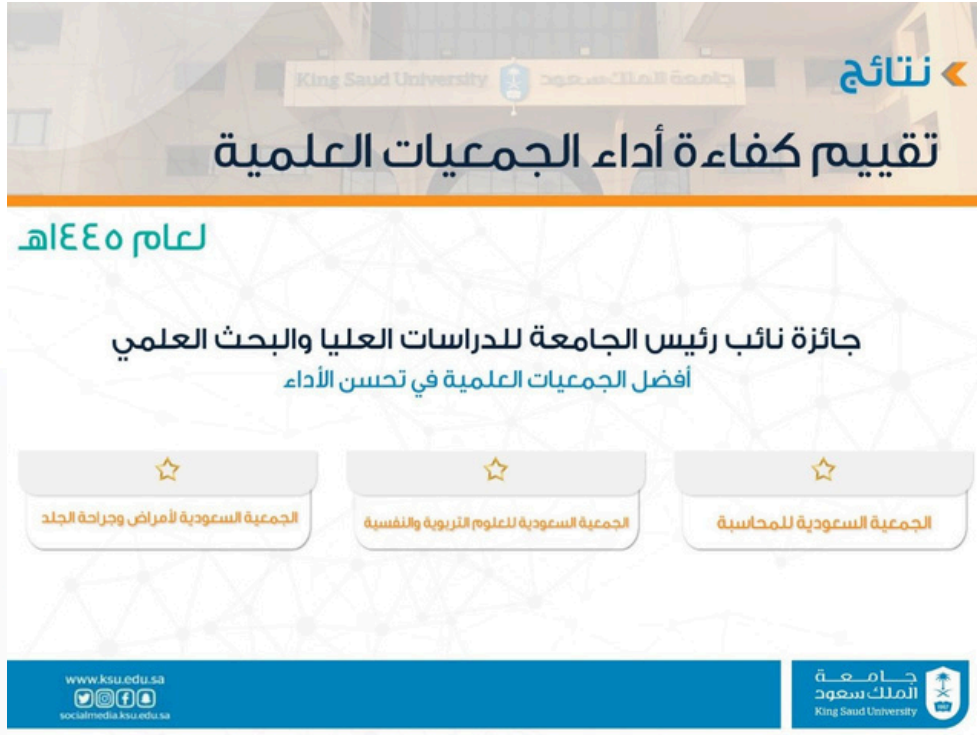 King Saud University جامعة الملك سعود
نتائج
تقييم كفاءة أداء الجمعيات العلمية
لعام ١٤٤٥هـ
جائزة نائب رئيس الجامعة للدراسات العليا والبحث العلمي
أفضل الجمعيات العلمية في تحسن الأداء
الجمعية السعودية للمحاسبة
الجمعية السعودية للعلوم التربوية والنفسية
الجمعية السعودية لأمراض وجراحة الجلد
جامعة
الملك سعود
King Saud University
1957
www.ksu.edu.sa
socialmedia.ksu.edu.sa